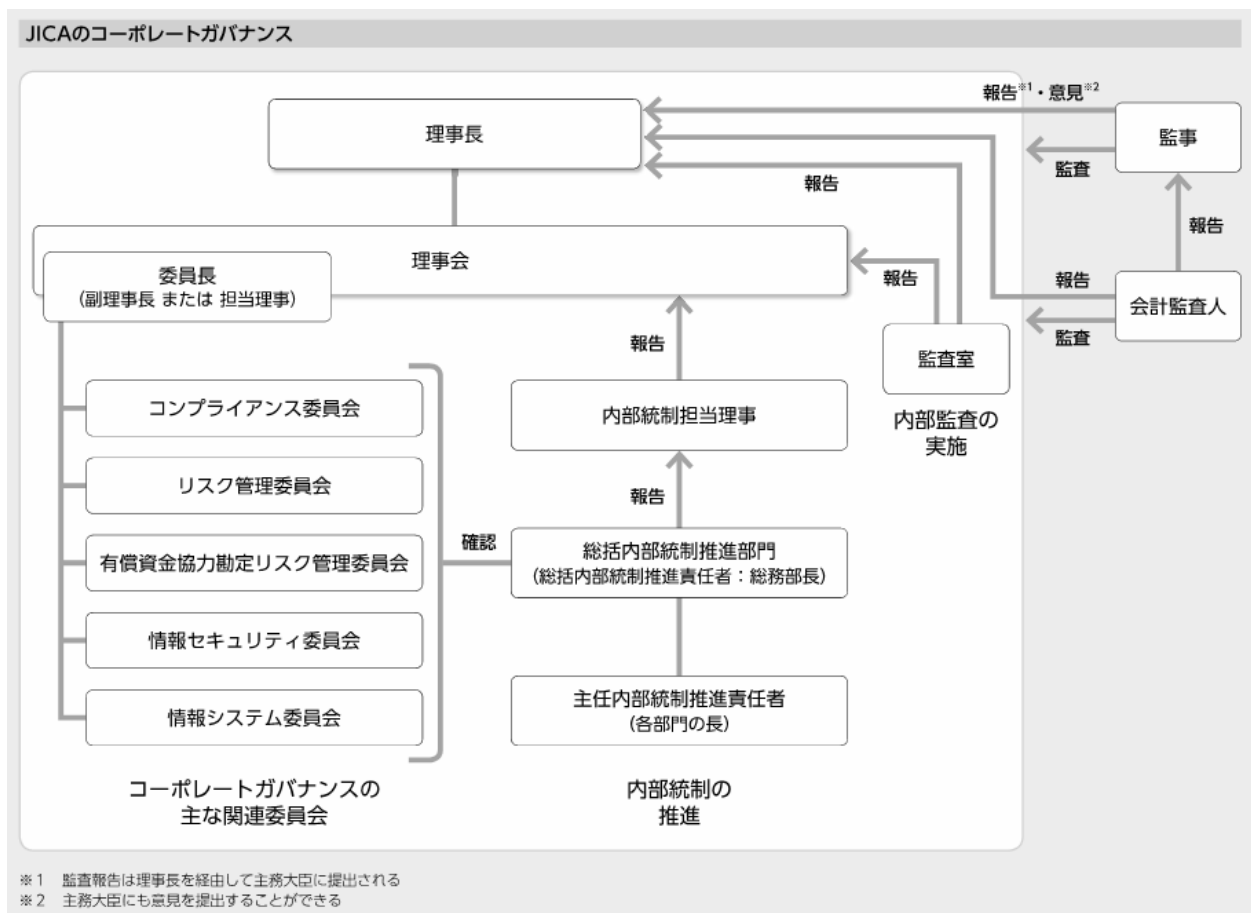 JICAのコーポレートガバナンス
報告※1・意見※2
理事長
監事
監査
報告
報告
理事会
委員長
(副理事長 または 担当理事)
報告
報告
会計監査人
監査
報告
監査室
コンプライアンス委員会
内部統制担当理事
内部監査の
実施
リスク管理委員会
報告
確認
有償資金協力勘定リスク管理委員会
総括内部統制推進部門
(総括内部統制推進責任者：総務部長)
情報セキュリティ委員会
主任内部統制推進責任者
(各部門の長)
情報システム委員会
コーポレートガバナンスの
主な関連委員会
内部統制の
推進
※1 監査報告は理事長を経由して主務大臣に提出される
※2 主務大臣にも意見を提出することができる